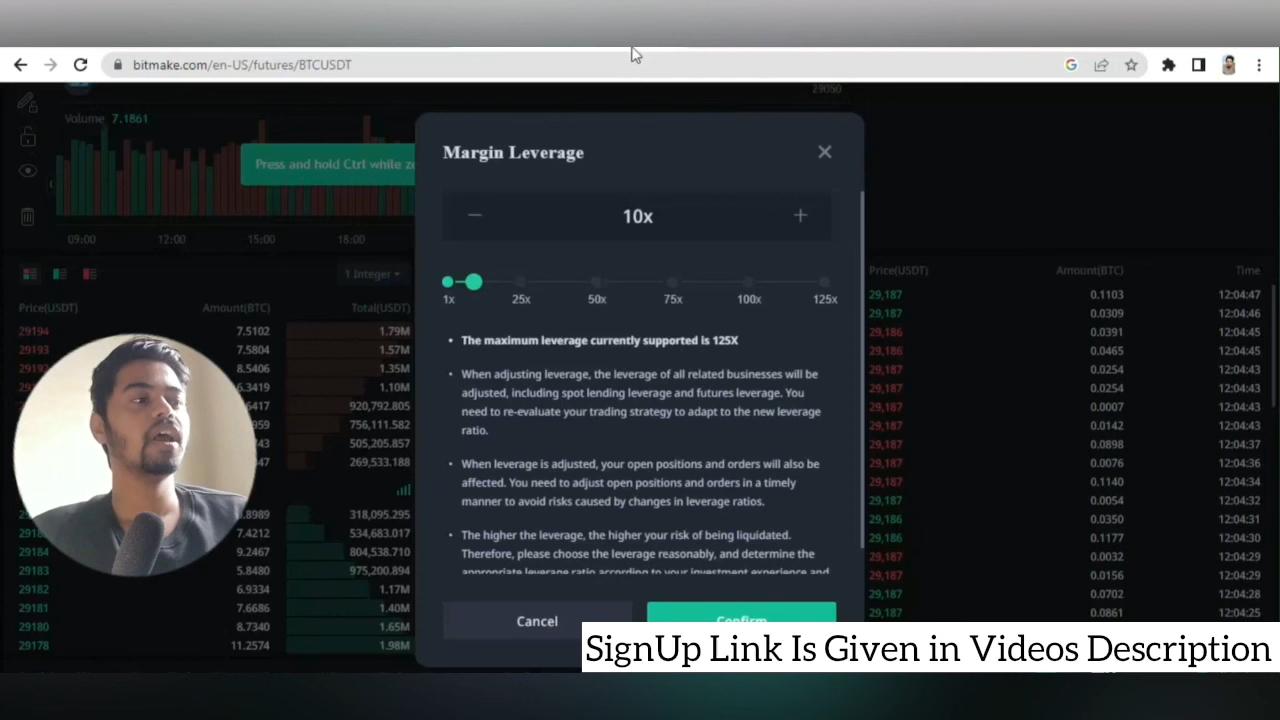 bitmake.com/en-US/futures/BTCUSDT
29050
Volume 7.1861
Press and hold Ctrl while zo
09:00 12:00 15:00 18:00
Margin Leverage
10x
1x 25x 50x 75x 100x 125x
The maximum leverage currently supported is 125X
When adjusting leverage, the leverage of all related businesses will be
adjusted, including spot lending leverage and futures leverage. You
need to re-evaluate your trading strategy to adapt to the new leverage
ratio.
When leverage is adjusted, your open positions and orders will also be
affected. You need to adjust open positions and orders in a timely
manner to avoid risks caused by changes in leverage ratios.
The higher the leverage, the higher your risk of being liquidated.
Therefore, please choose the leverage reasonably, and determine the
appropriate leverage ratio according to your investment experience and
Cancel Confirm
1 Integer
Price(USDT) Amount(BTC) Total(USDT)
29194 7.5102 1.79M
29193 7.5804 1.57M
8.5406 1.35M
6.3419 1.10M
920,792.805
756,111.582
505,205.857
269,533.188
318,095.295
7.4212 534,683.017
29184 9.2467 804,538.710
29183 5.8480 975,200.894
29182 6.9334 1.17M
29181 7.6686 1.40M
29180 8.7340 1.65M
29178 11.2574 1.98M
Price(USDT) Amount(BTC) Time
29,187 0.1103 12:04:47
29,187 0.0309 12:04:46
29,186 0.0391 12:04:45
29,186 0.0465 12:04:45
29,187 0.0254 12:04:43
29,187 0.0254 12:04:43
29,187 0.0007 12:04:43
29,187 0.0142 12:04:43
29,187 0.0898 12:04:37
29,187 0.0076 12:04:36
29,187 0.1140 12:04:34
29,187 0.0054 12:04:32
29,186 0.0350 12:04:31
29,186 0.1177 12:04:30
29,187 0.0032 12:04:29
29,187 0.0156 12:04:29
29,187 0.0702 12:04:28
29,187 0.0861 12:04:25
SignUp Link Is Given in Videos Description